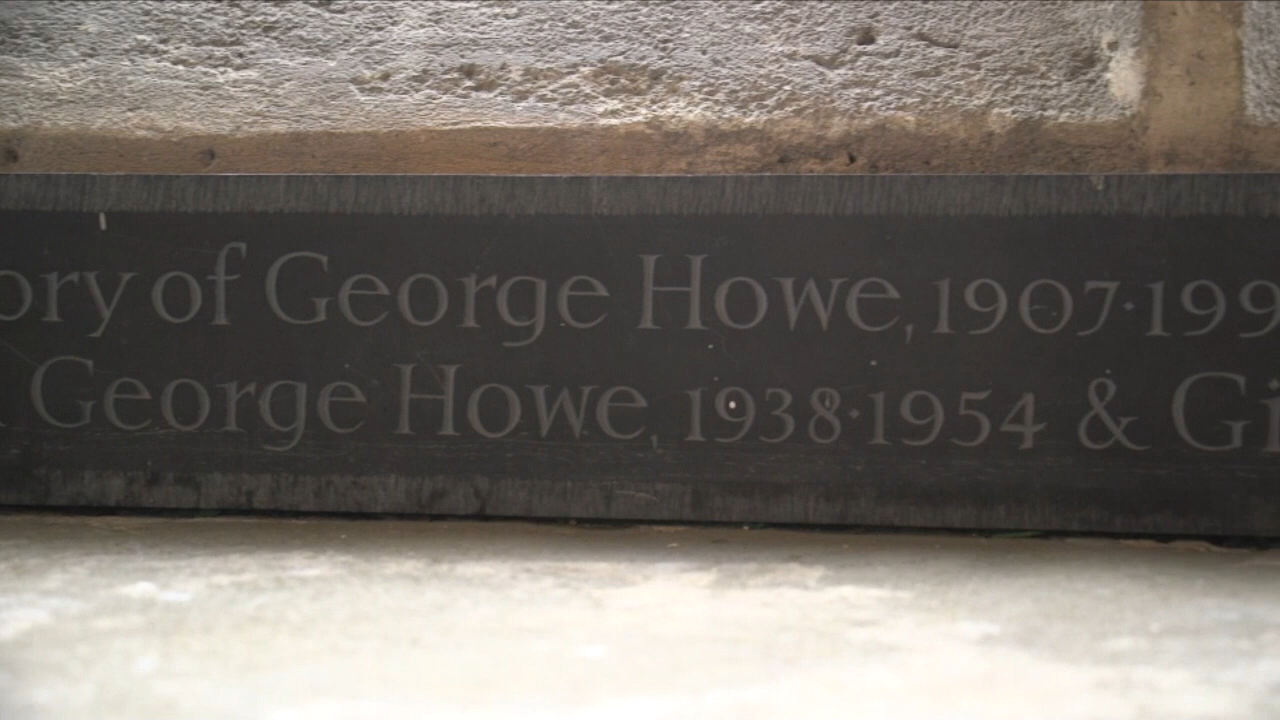 ory of George Howe, 1907·199
George Howe, 1938·1954 & Gi